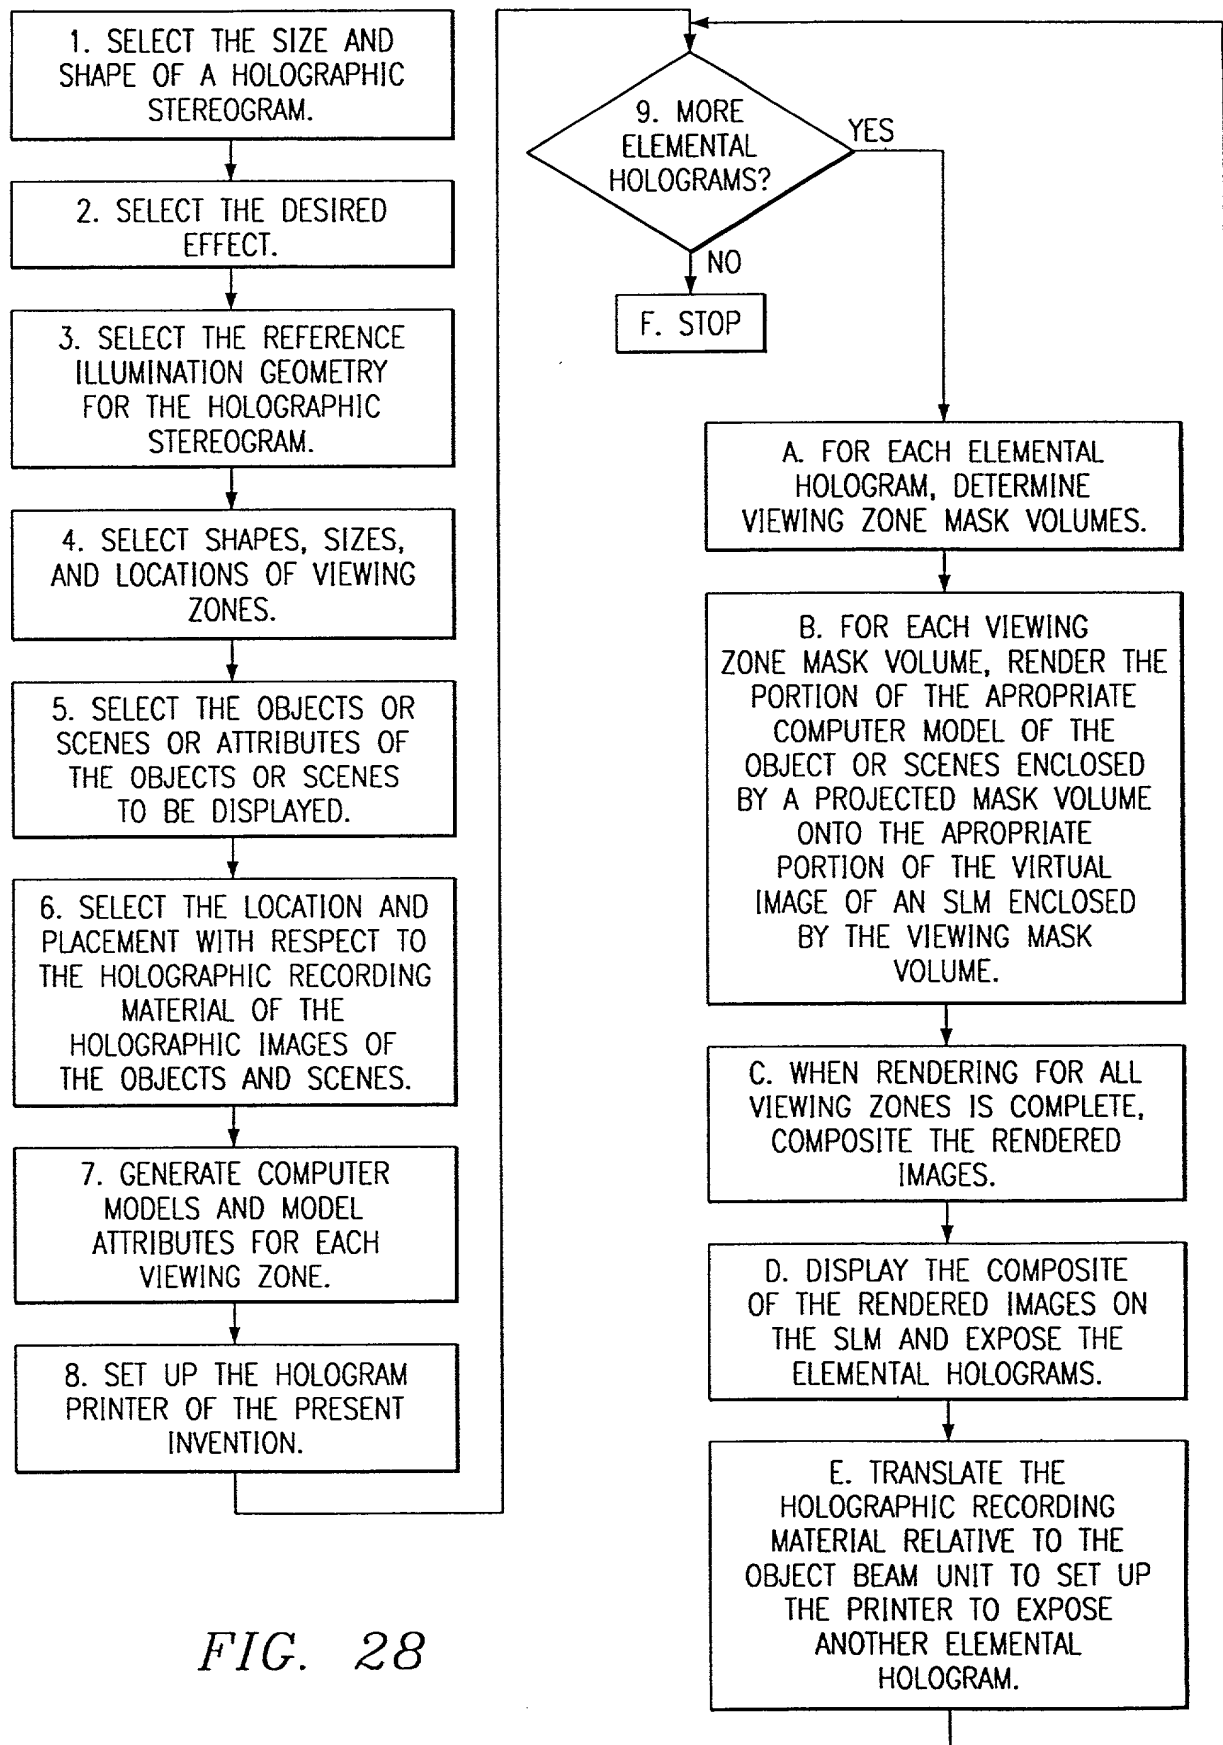 1. SELECT THE SIZE AND
SHAPE OF A HOLOGRAPHIC
STEREOGRAM.
2. SELECT THE DESIRED
EFFECT.
3. SELECT THE REFERENCE
ILLUMINATION GEOMETRY
FOR THE HOLOGRAPHIC
STEREOGRAM.
4. SELECT SHAPES, SIZES,
AND LOCATIONS OF VIEWING
ZONES.
5. SELECT THE OBJECTS OR
SCENES OR ATTRIBUTES OF
THE OBJECTS OR SCENES
TO BE DISPLAYED.
6. SELECT THE LOCATION AND
PLACEMENT WITH RESPECT TO
THE HOLOGRAPHIC RECORDING
MATERIAL OF THE
HOLOGRAPHIC IMAGES OF
THE OBJECTS AND SCENES.
7. GENERATE COMPUTER
MODELS AND MODEL
ATTRIBUTES FOR EACH
VIEWING ZONE.
8. SET UP THE HOLOGRAM
PRINTER OF THE PRESENT
INVENTION.
9. MORE
ELEMENTAL
HOLOGRAMS?
YES
NO
F. STOP
A. FOR EACH ELEMENTAL
HOLOGRAM, DETERMINE
VIEWING ZONE MASK VOLUMES.
B. FOR EACH VIEWING
ZONE MASK VOLUME, RENDER THE
PORTION OF THE APROPRIATE
COMPUTER MODEL OF THE
OBJECT OR SCENES ENCLOSED
BY A PROJECTED MASK VOLUME
ONTO THE APROPRIATE
PORTION OF THE VIRTUAL
IMAGE OF AN SLM ENCLOSED
BY THE VIEWING MASK
VOLUME.
C. WHEN RENDERING FOR ALL
VIEWING ZONES IS COMPLETE,
COMPOSITE THE RENDERED
IMAGES.
D. DISPLAY THE COMPOSITE
OF THE RENDERED IMAGES ON
THE SLM AND EXPOSE THE
ELEMENTAL HOLOGRAMS.
E. TRANSLATE THE
HOLOGRAPHIC RECORDING
MATERIAL RELATIVE TO THE
OBJECT BEAM UNIT TO SET UP
THE PRINTER TO EXPOSE
ANOTHER ELEMENTAL
HOLOGRAM.
FIG. 28